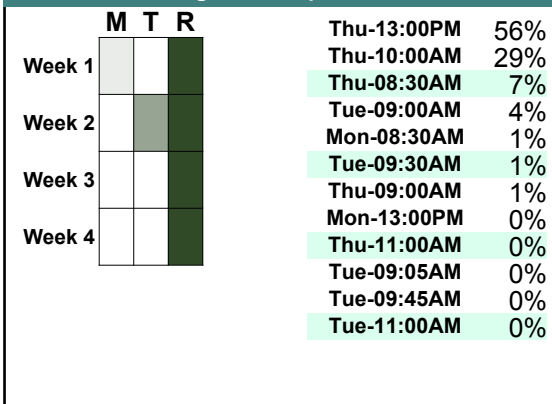 M T R
Week 1
Week 2
Week 3
Week 4
Thu-13:00PM 56%
Thu-10:00AM 29%
Thu-08:30AM 7%
Tue-09:00AM 4%
Mon-08:30AM 1%
Tue-09:30AM 1%
Thu-09:00AM 1%
Mon-13:00PM 0%
Thu-11:00AM 0%
Tue-09:05AM 0%
Tue-09:45AM 0%
Tue-11:00AM 0%